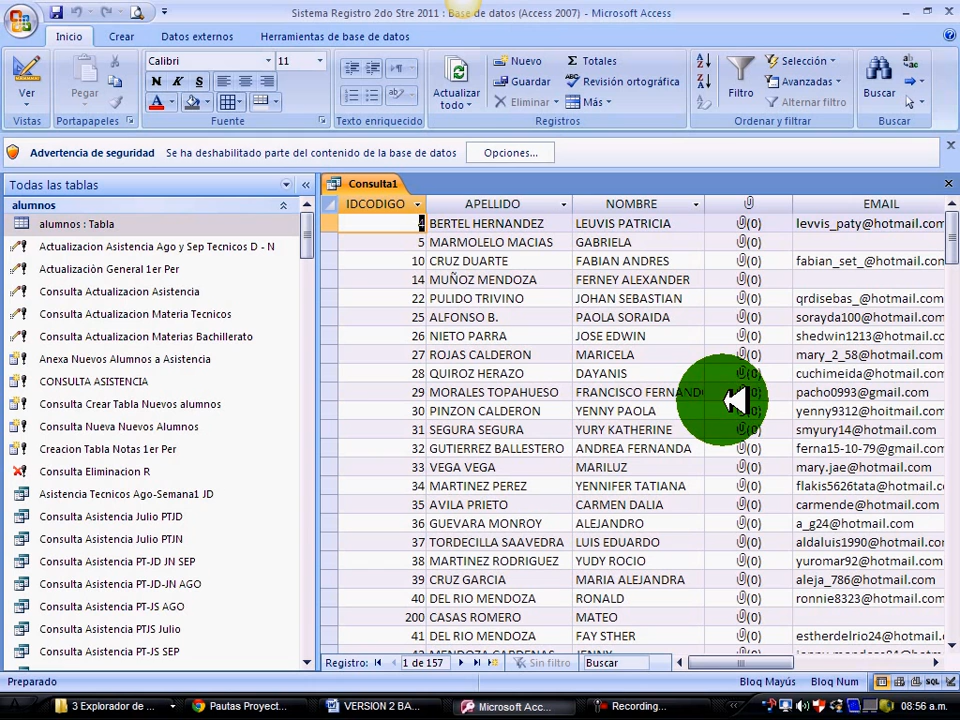 Sistema Registro 2do Stre 2011 : Base de datos (Access 2007) - Microsoft Access
Inicio Crear Datos externos Herramientas de base de datos
Ver
Vistas
Pegar
Portapapeles
Calibri 11
N K S
A
Fuente
Texto enriquecido
Actualizar todo
Nuevo
Guardar
Eliminar
Totales
Revisión ortográfica
Más
Registros
Filtro
Selección
Avanzadas
Alternar filtro
Ordenar y filtrar
Buscar
Buscar
Advertencia de seguridad Se ha deshabilitado parte del contenido de la base de datos Opciones...
Todas las tablas
alumnos
alumnos : Tabla
Actualizacion Asistencia Ago y Sep Tecnicos D - N
Actualización General 1er Per
Consulta Actualizacion Asistencia
Consulta Actualizacion Materia Tecnicos
Consulta Actualizacion Materias Bachillerato
Anexa Nuevos Alumnos a Asistencia
CONSULTA ASISTENCIA
Consulta Crear Tabla Nuevos alumnos
Consulta Nueva Nuevos Alumnos
Creacion Tabla Notas 1er Per
Consulta Eliminacion R
Asistencia Tecnicos Ago-Semana1 JD
Consulta Asistencia Julio PTJD
Consulta Asistencia Julio PTJN
Consulta Asistencia PT-JD JN SEP
Consulta Asistencia PT-JD-JN AGO
Consulta Asistencia PT-JS AGO
Consulta Asistencia PTJS Julio
Consulta Asistencia PT-JS SEP
Consulta1
IDCODIGO APELLIDO NOMBRE EMAIL
4 BERTEL HERNANDEZ LEUVIS PATRICIA (0) levvis_paty@hotmail.com
5 MARMOLELO MACIAS GABRIELA (0)
10 CRUZ DUARTE FABIAN ANDRES (0) fabian_set_@hotmail.com
14 MUÑOZ MENDOZA FERNEY ALEXANDER (0)
22 PULIDO TRIVINO JOHAN SEBASTIAN (0) qrdisebas_@hotmail.com
25 ALFONSO B. PAOLA SORAIDA (0) sorayda100@hotmail.com
26 NIETO PARRA JOSE EDWIN (0) shedwin1213@hotmail.com
27 ROJAS CALDERON MARICELA (0) mary_2_58@hotmail.com
28 QUIROZ HERAZO DAYANIS (0) cuchimeida@hotmail.com
29 MORALES TOPAHUESO FRANCISCO FERNAND (0) pacho0993@gmail.com
30 PINZON CALDERON YENNY PAOLA (0) yenny9312@hoitmail.com
31 SEGURA SEGURA YURY KATHERINE (0) smyury14@hotmail.com
32 GUTIERREZ BALLESTERO ANDREA FERNANDA (0) ferna15-10-79@gmail.com
33 VEGA VEGA MARILUZ (0) mary.jae@hotmail.com
34 MARTINEZ PEREZ YENNIFER TATIANA (0) flakis5626tata@hotmail.com
35 AVILA PRIETO CARMEN DALIA (0) carmende@hotmail.com
36 GUEVARA MONROY ALEJANDRO (0) a_g24@hotmail.com
37 TORDECILLA SAAVEDRA LUIS EDUARDO (0) aldaluis1990@hotmail.com
38 MARTINEZ RODRIGUEZ YUDY ROCIO (0) yuromar92@hotmail.com
39 CRUZ GARCIA MARIA ALEJANDRA (0) aleja_786@hotmail.com
40 DEL RIO MENDOZA RONALD (0) ronnie8323@hotmail.com
200 CASAS ROMERO MATEO (0)
41 DEL RIO MENDOZA FAY STHER (0) estherdelrio24@hotmail.com
Registro: 1 de 157 Sin filtro Buscar
Preparado Bloq Mayús Bloq Num SQL
3 Explorador de ... Pautas Proyect... VERSION 2 BA... Microsoft Acc... Recording... 08:56 a.m.